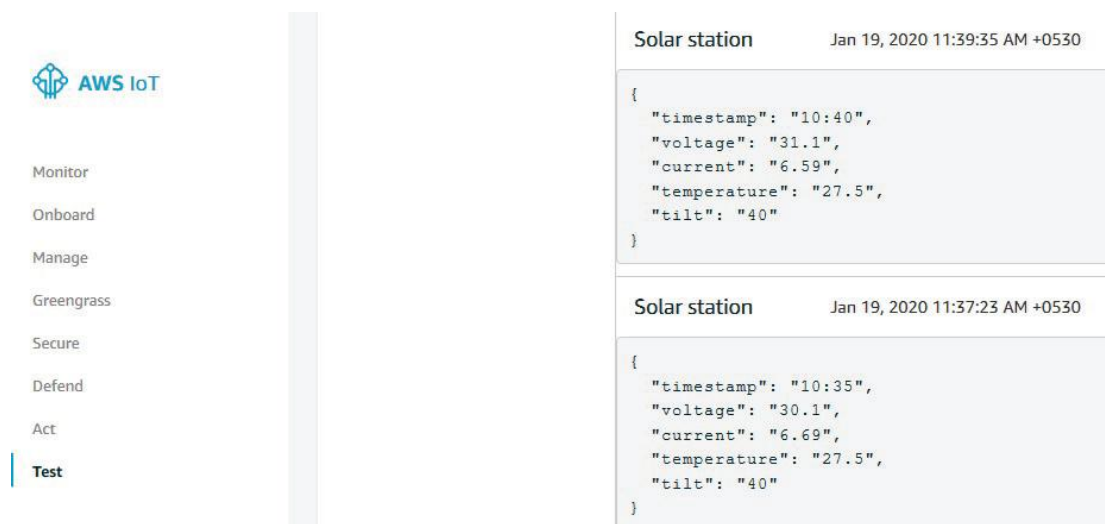 AWS IoT
Monitor
Onboard
Manage
Greengrass
Secure
Defend
Act
Test
Solar station Jan 19, 2020 11:39:35 AM +0530
{
"timestamp": "10:40",
"voltage": "31.1",
"current": "6.59",
"temperature": "27.5",
"tilt": "40"
}
Solar station Jan 19, 2020 11:37:23 AM +0530
{
"timestamp": "10:35",
"voltage": "30.1",
"current": "6.69",
"temperature": "27.5",
"tilt": "40"
}